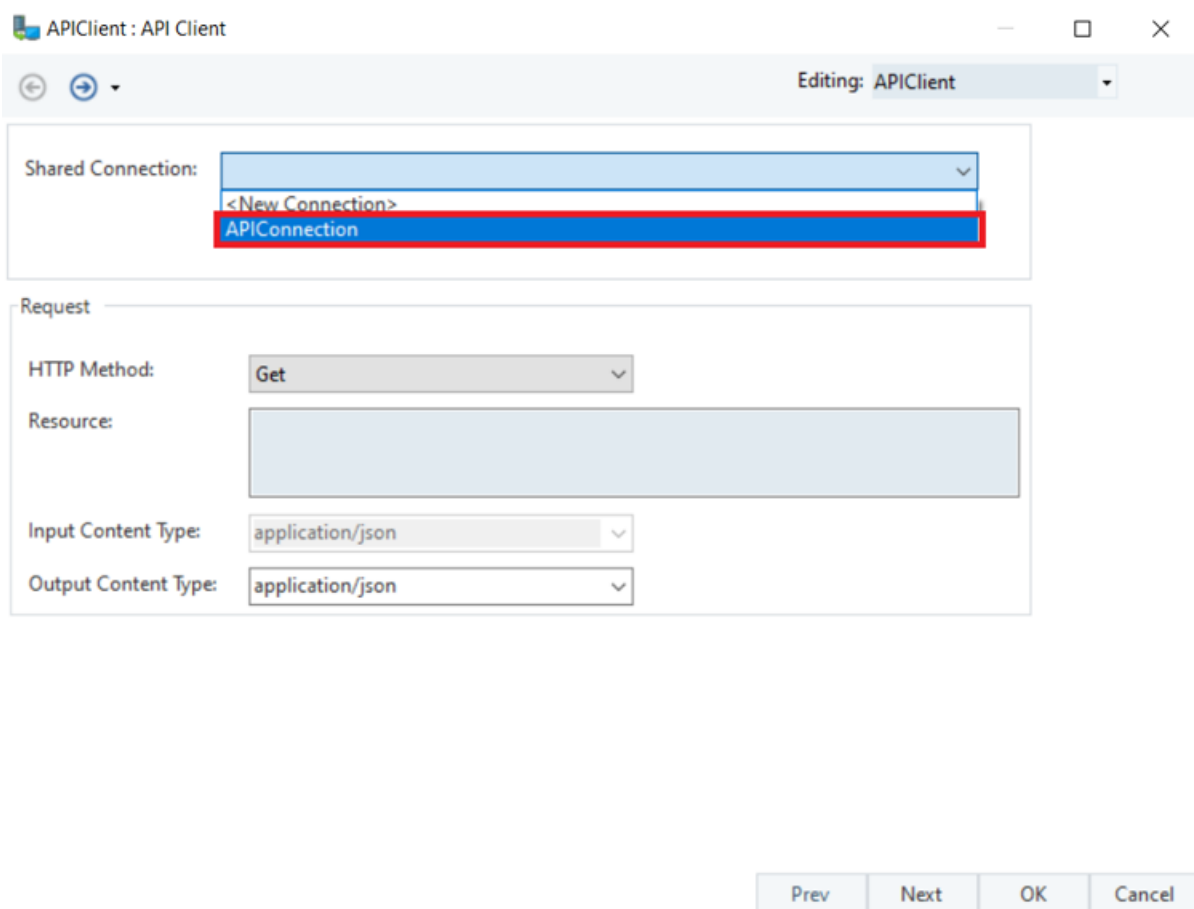 APIClient : API Client
Editing: APIClient
Shared Connection:
<New Connection>
APIConnection
Request
HTTP Method: Get
Resource:
Input Content Type: application/json
Output Content Type: application/json
Prev Next OK Cancel